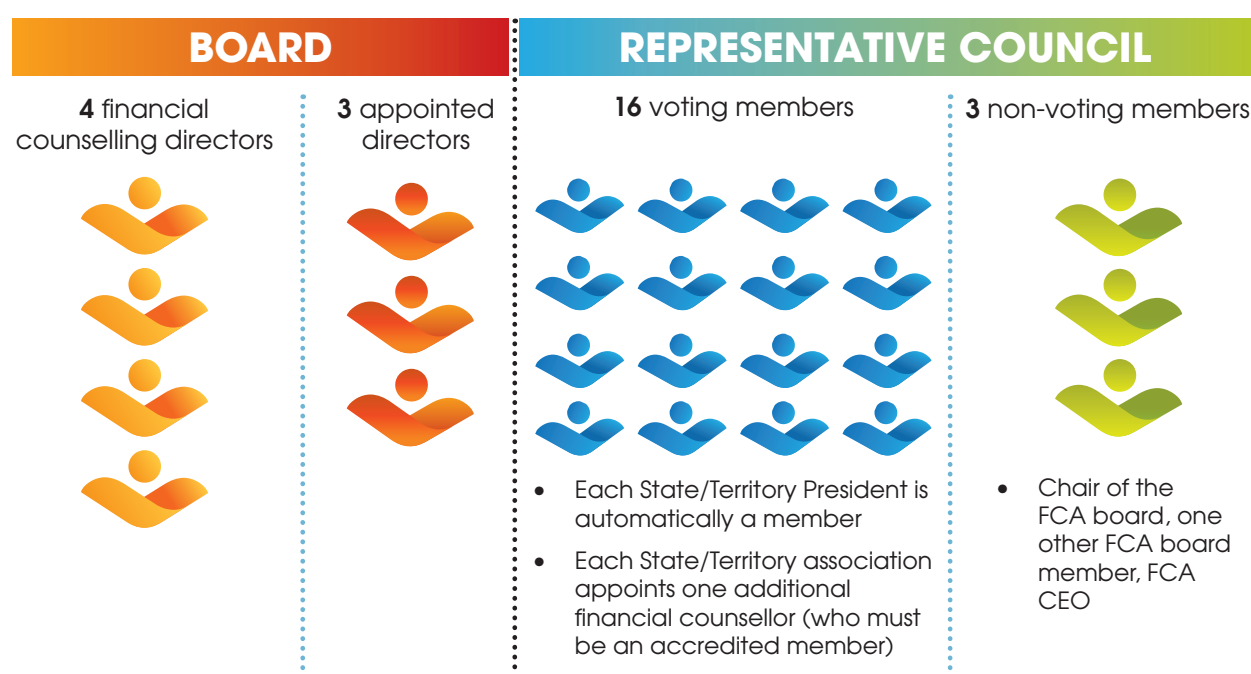 BOARD
4 financial
counselling directors
3 appointed
directors
REPRESENTATIVE COUNCIL
16 voting members
• Each State/Territory President is
automatically a member
• Each State/Territory association
appoints one additional
financial counsellor (who must
be an accredited member)
3 non-voting members
• Chair of the
FCA board, one
other FCA board
member, FCA
CEO